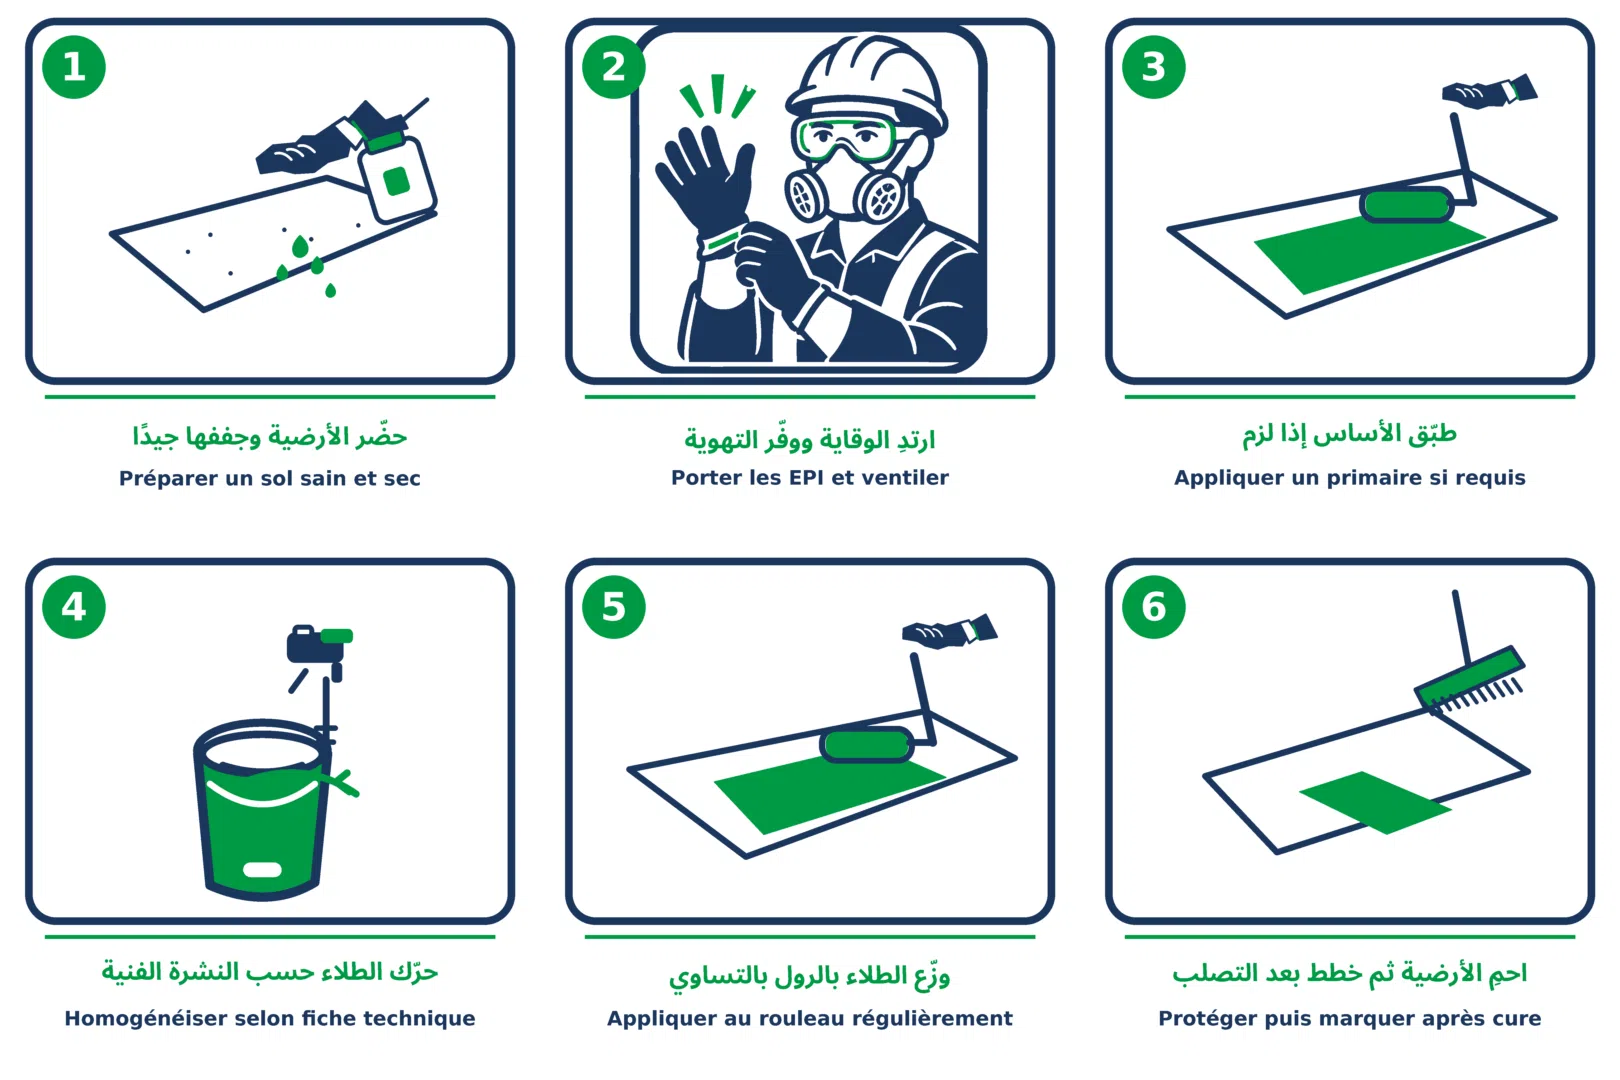 1
حضّر الأرضية وجففها جيدًا
Préparer un sol sain et sec
2
ارتدِ الوقاية ووفّر التهوية
Porter les EPI et ventiler
3
طبّق الأساس إذا لزم
Appliquer un primaire si requis
4
حرّك الطلاء حسب النشرة الفنية
Homogénéiser selon fiche technique
5
وزّع الطلاء بالرول بالتساوي
Appliquer au rouleau régulièrement
6
احمِ الأرضية ثم خطط بعد التصلب
Protéger puis marquer après cure